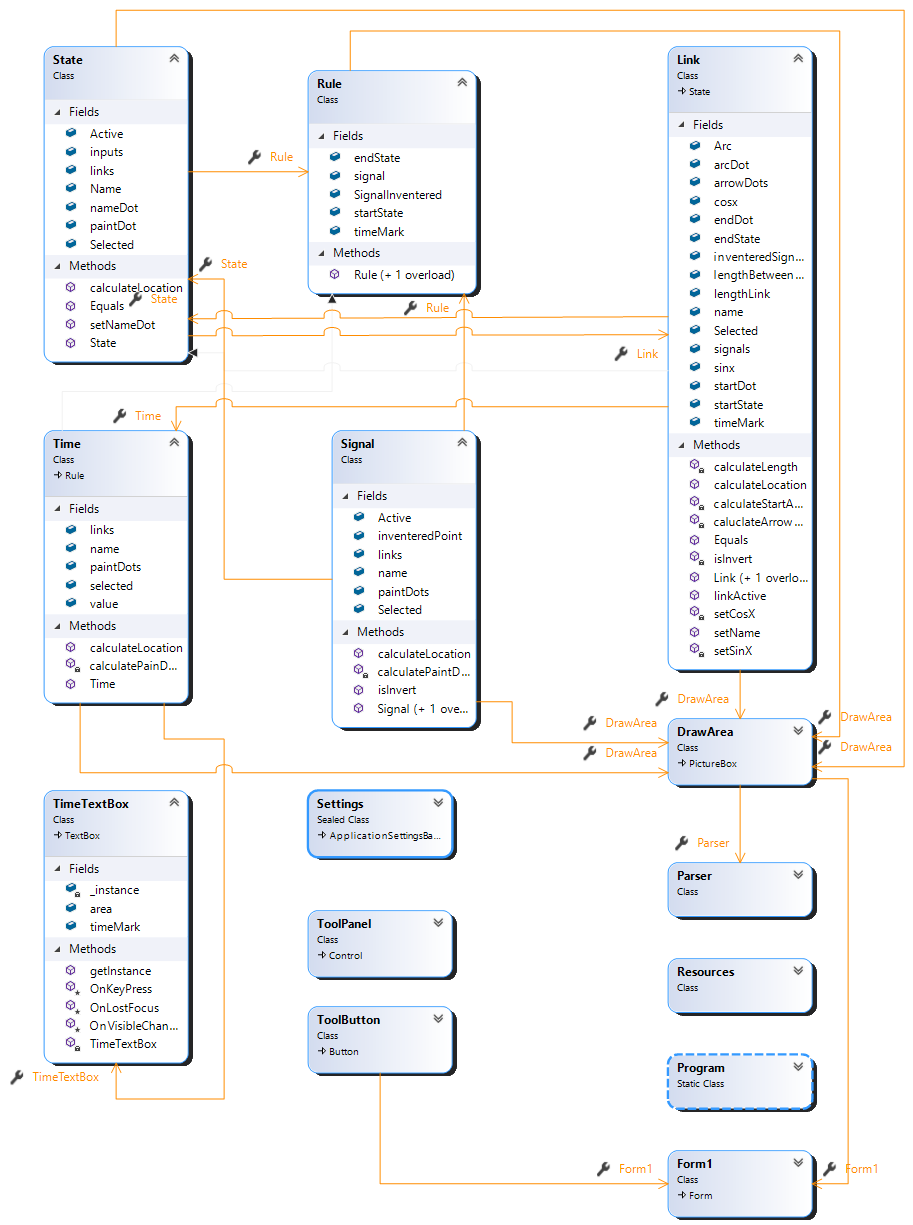 State
Class
Fields
Active
inputs
links
Name
nameDot
paintDot
Selected
Methods
calculateLocation
Equals
setNameDot
State
Rule
Rule
Class
Fields
endState
signal
SignalInventered
startState
timeMark
Methods
Rule (+ 1 overload)
State
State
Rule
Link
Time
Link
Class
State
Fields
Arc
arcDot
arrowDots
cosx
endDot
endState
inventeredSign...
lengthBetween...
lengthLink
name
Selected
signals
sinx
startDot
startState
timeMark
Methods
calculateLength
calculateLocation
calculateStartA...
caluclateArrow...
Equals
isInvert
Link (+ 1 overlo...
linkActive
setCosX
setName
setSinX
Time
Class
Rule
Fields
links
name
paintDots
selected
value
Methods
calculateLocation
calculatePainD...
Time
Signal
Class
Fields
Active
inventeredPoint
links
name
paintDots
Selected
Methods
calculateLocation
calculatePaintD...
isInvert
Signal (+ 1 ove...
DrawArea
DrawArea
DrawArea
DrawArea
DrawArea
DrawArea
Class
PictureBox
TimeTextBox
Class
TextBox
Fields
_instance
area
timeMark
Methods
getInstance
OnKeyPress
OnLostFocus
OnVisibleChan...
TimeTextBox
TimeTextBox
Settings
Sealed Class
ApplicationSettingsBa...
Parser
Parser
Class
ToolPanel
Class
Control
Resources
Class
ToolButton
Class
Button
Program
Static Class
Form1
Form1
Class
Form
Form1